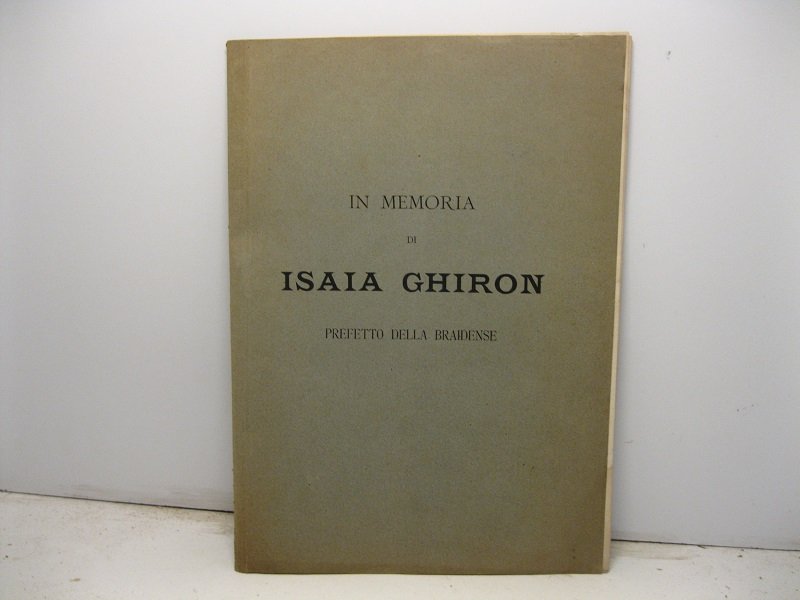 IN MEMORIA
DI
ISAIA GHIRON
PREFETTO DELLA BRAIDENSE